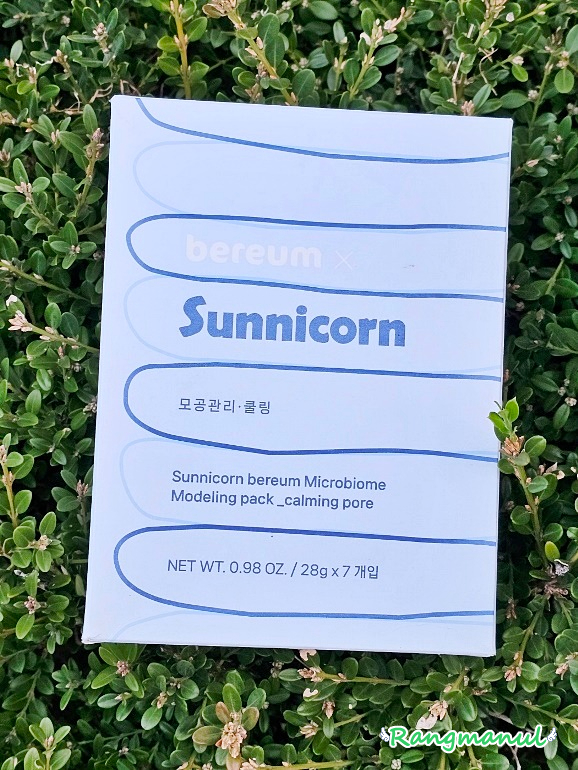 bereum ×
Sunnicorn
모공관리·쿨링
Sunnicorn bereum Microbiome
Modeling pack _calming pore
NET WT. 0.98 OZ. / 28g x 7 개입
Rangmanul